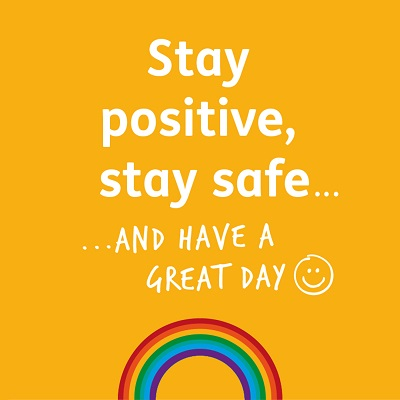 Stay
positive,
stay safe...
...AND HAVE A
GREAT DAY